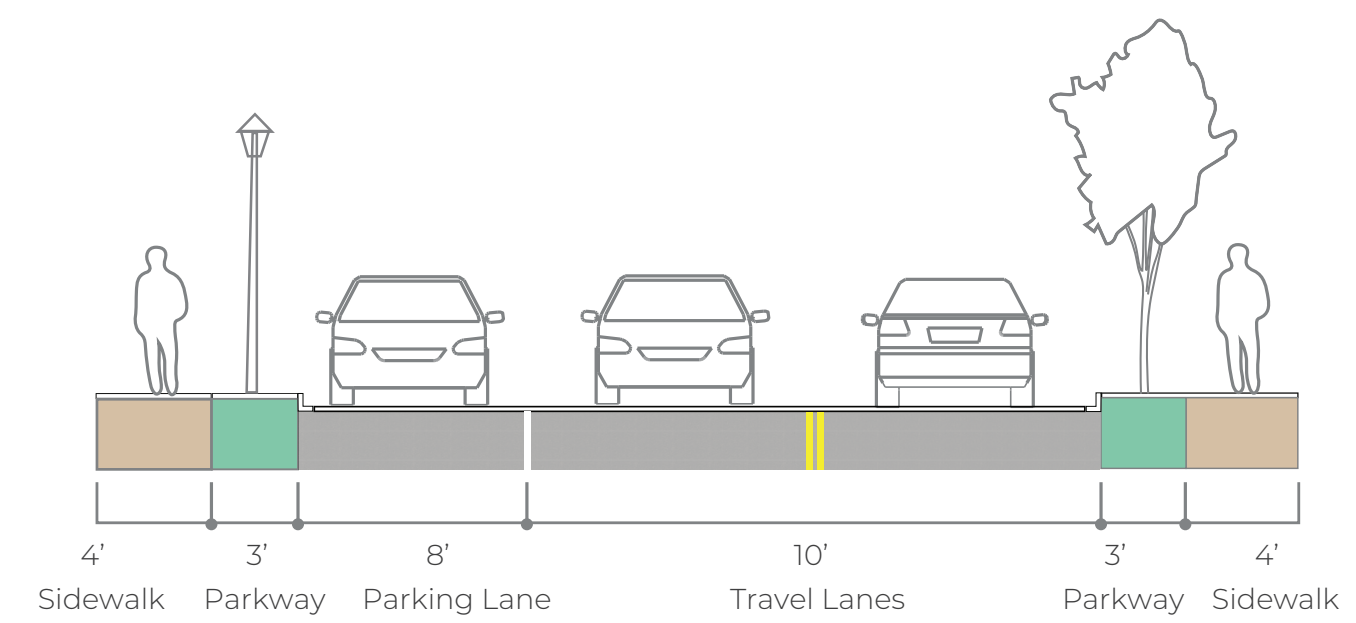 4’ 3’ 8’ 10’ 3’ 4’
Sidewalk Parkway Parking Lane Travel Lanes Parkway Sidewalk